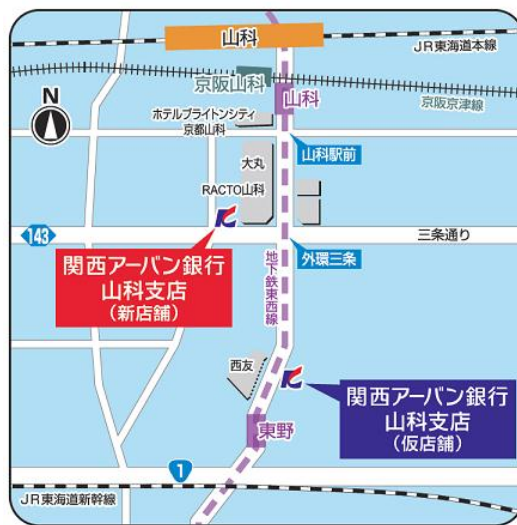 山科
JR東海道本線
京阪山科
京阪京津線
山科
N
ホテルブライトンシティ
京都山科
山科駅前
大丸
RACTO山科
143
三条通り
外環三条
関西アーバン銀行
山科支店
(新店舗)
地下鉄東西線
西友
関西アーバン銀行
山科支店
(仮店舗)
東野
1
JR東海道新幹線